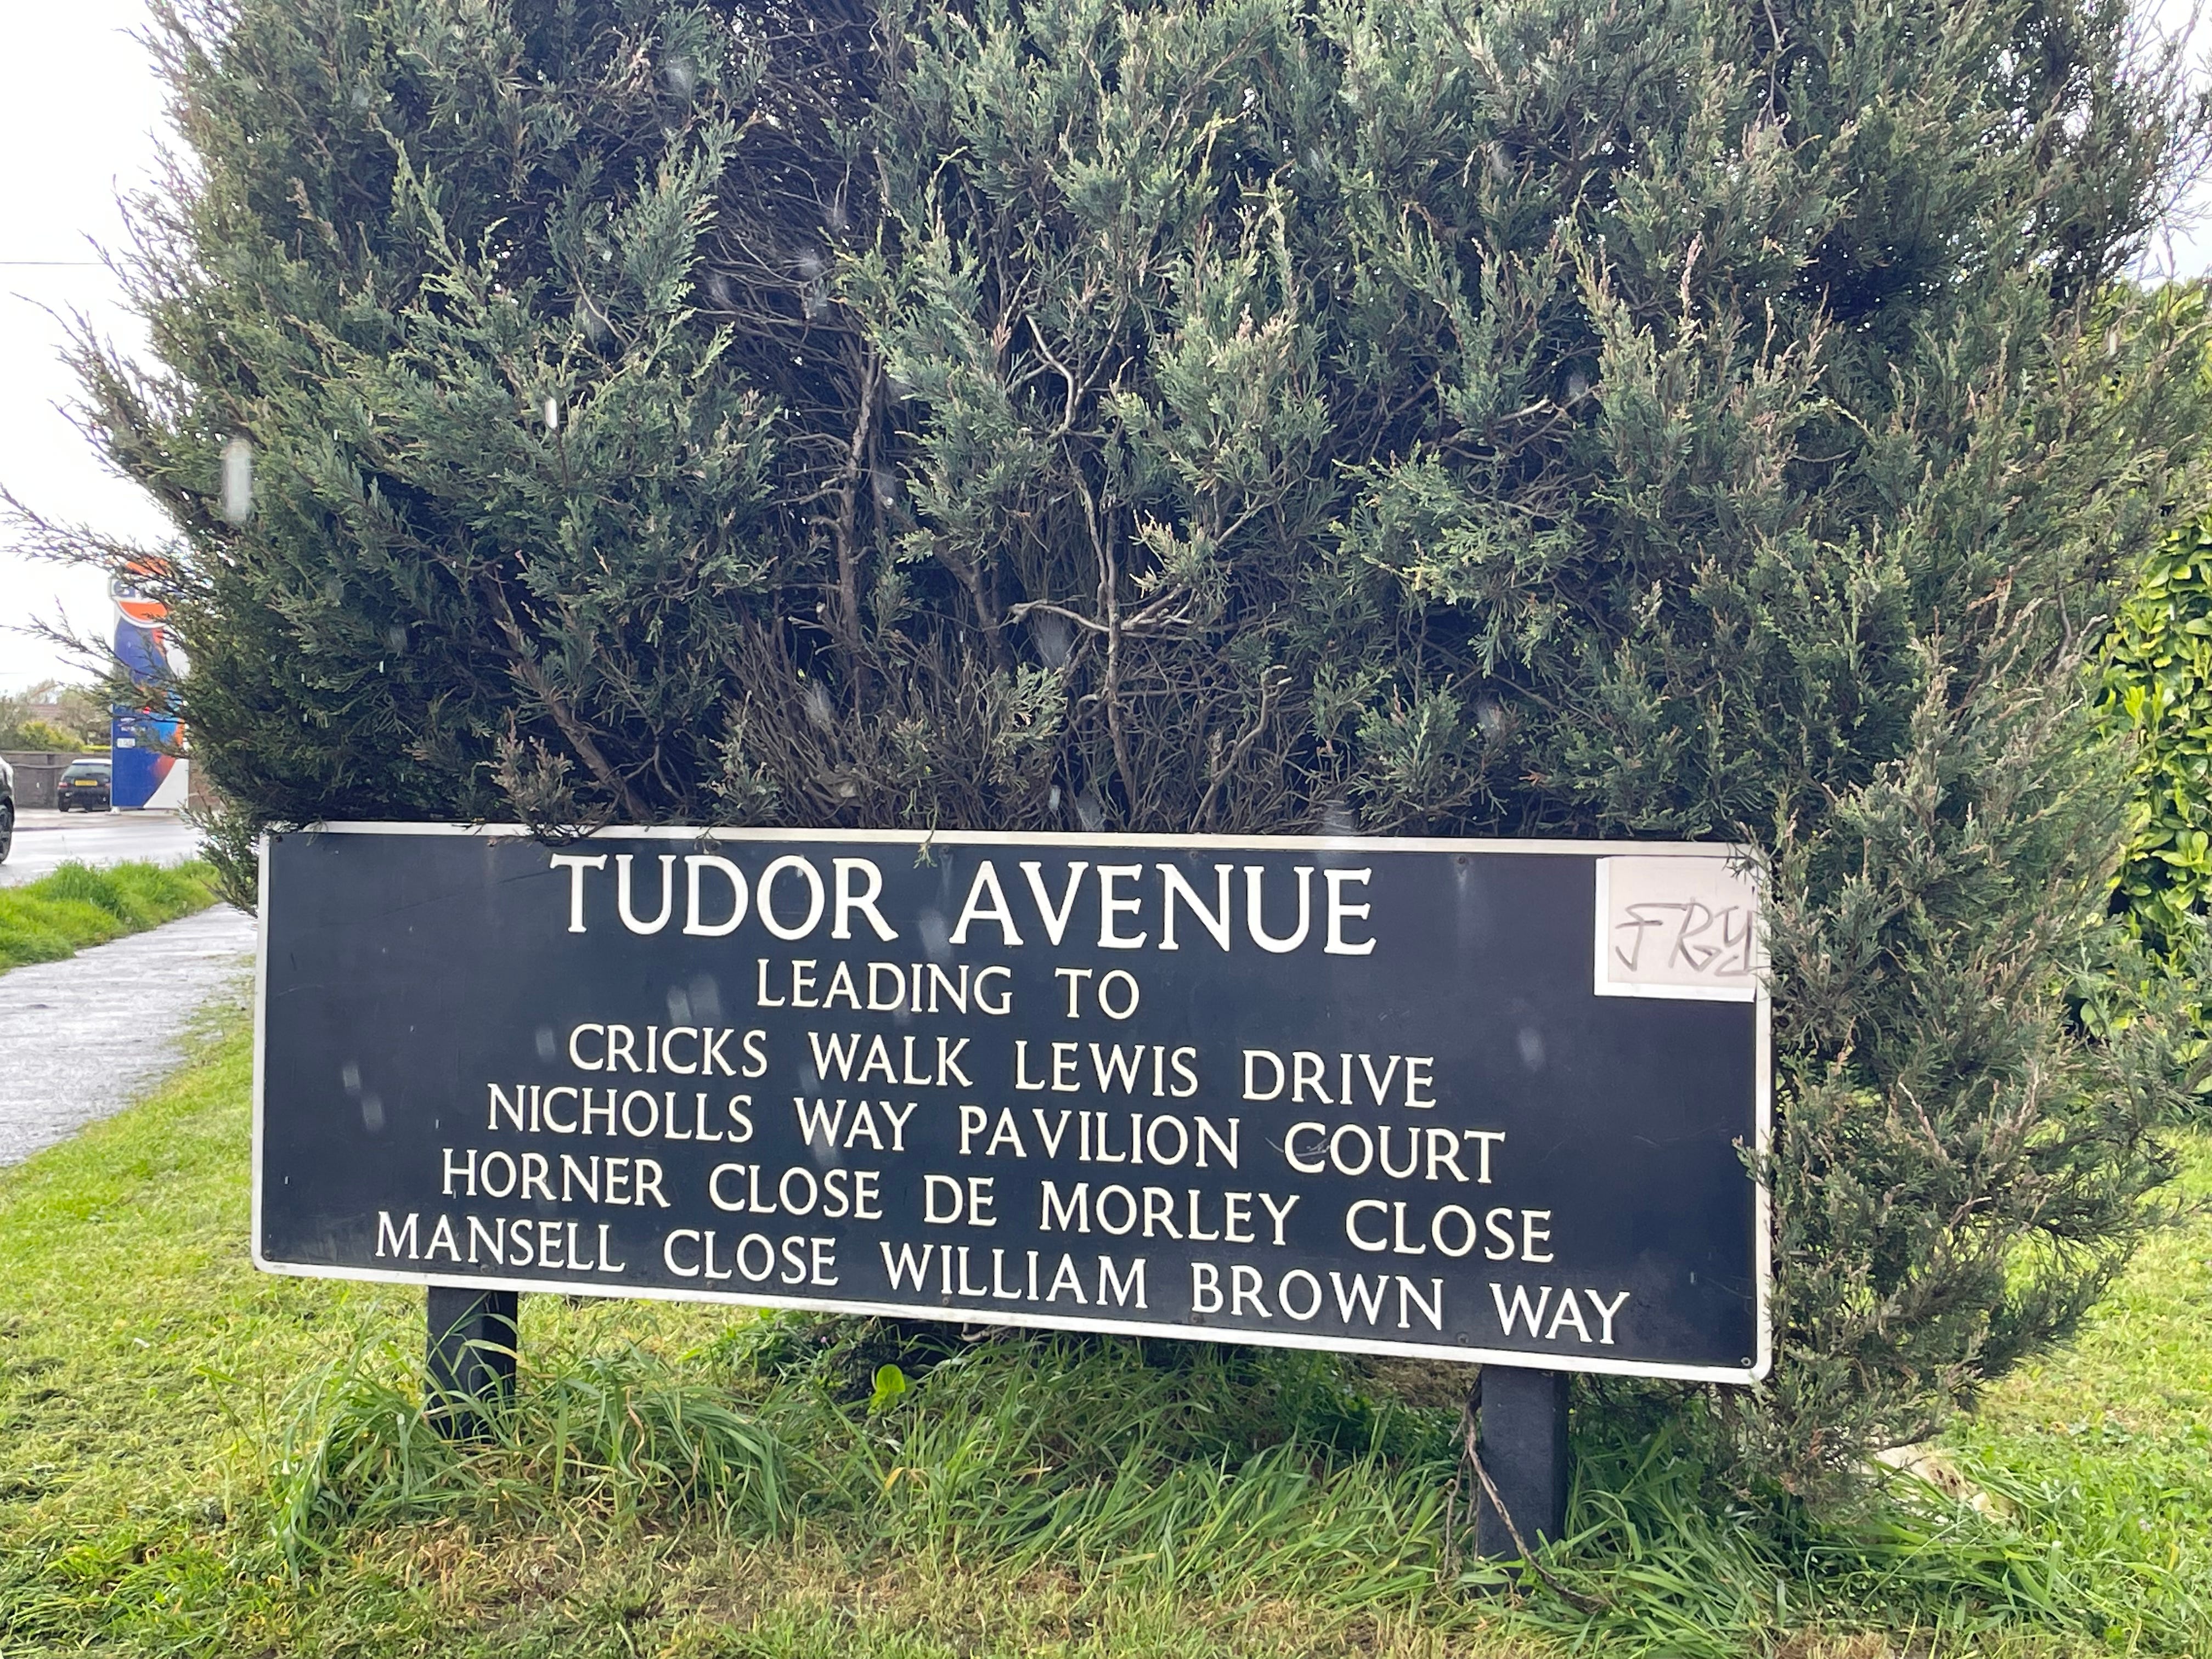 TUDOR AVENUE
LEADING TO
CRICKS WALK LEWIS DRIVE
NICHOLLS WAY PAVILION COURT
HORNER CLOSE DE MORLEY CLOSE
MANSELL CLOSE WILLIAM BROWN WAY